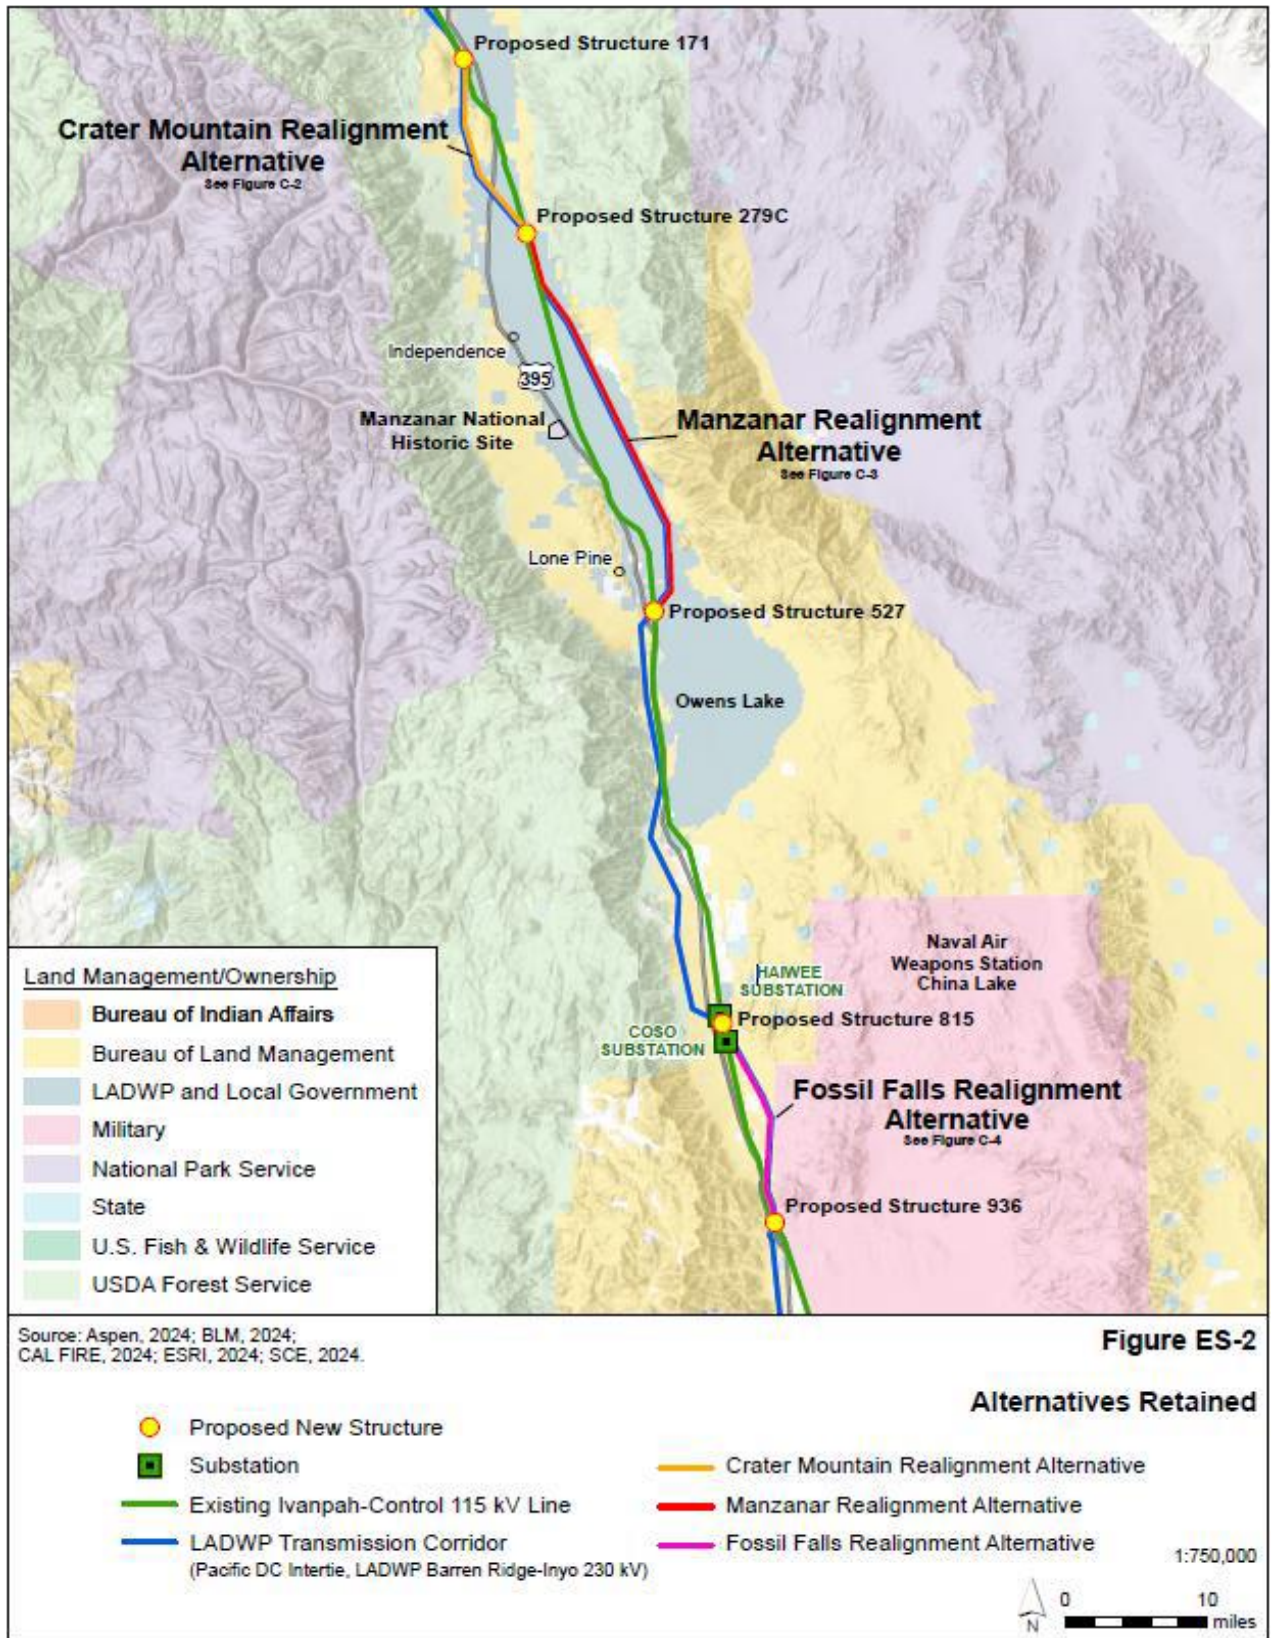 Proposed Structure 171
Crater Mountain Realignment
Alternative
See Figure C-2
Proposed Structure 279C
Independence
395
Manzanar National
Historic Site
Manzanar Realignment
Alternative
See Figure C-3
Lone Pine
Proposed Structure 527
Owens Lake
Naval Air
Weapons Station
China Lake
HAIWEE
SUBSTATION
Proposed Structure 815
COSO
SUBSTATION
Fossil Falls Realignment
Alternative
See Figure C-4
Proposed Structure 936
Land Management/Ownership
Bureau of Indian Affairs
Bureau of Land Management
LADWP and Local Government
Military
National Park Service
State
U.S. Fish & Wildlife Service
USDA Forest Service
Source: Aspen, 2024; BLM, 2024;
CAL FIRE, 2024; ESRI, 2024; SCE, 2024.
Figure ES-2
Alternatives Retained
Proposed New Structure
Substation
Existing Ivanpah-Control 115 kV Line
LADWP Transmission Corridor
(Pacific DC Intertie, LADWP Barren Ridge-Inyo 230 kV)
Crater Mountain Realignment Alternative
Manzanar Realignment Alternative
Fossil Falls Realignment Alternative
1:750,000
0 10
miles
N